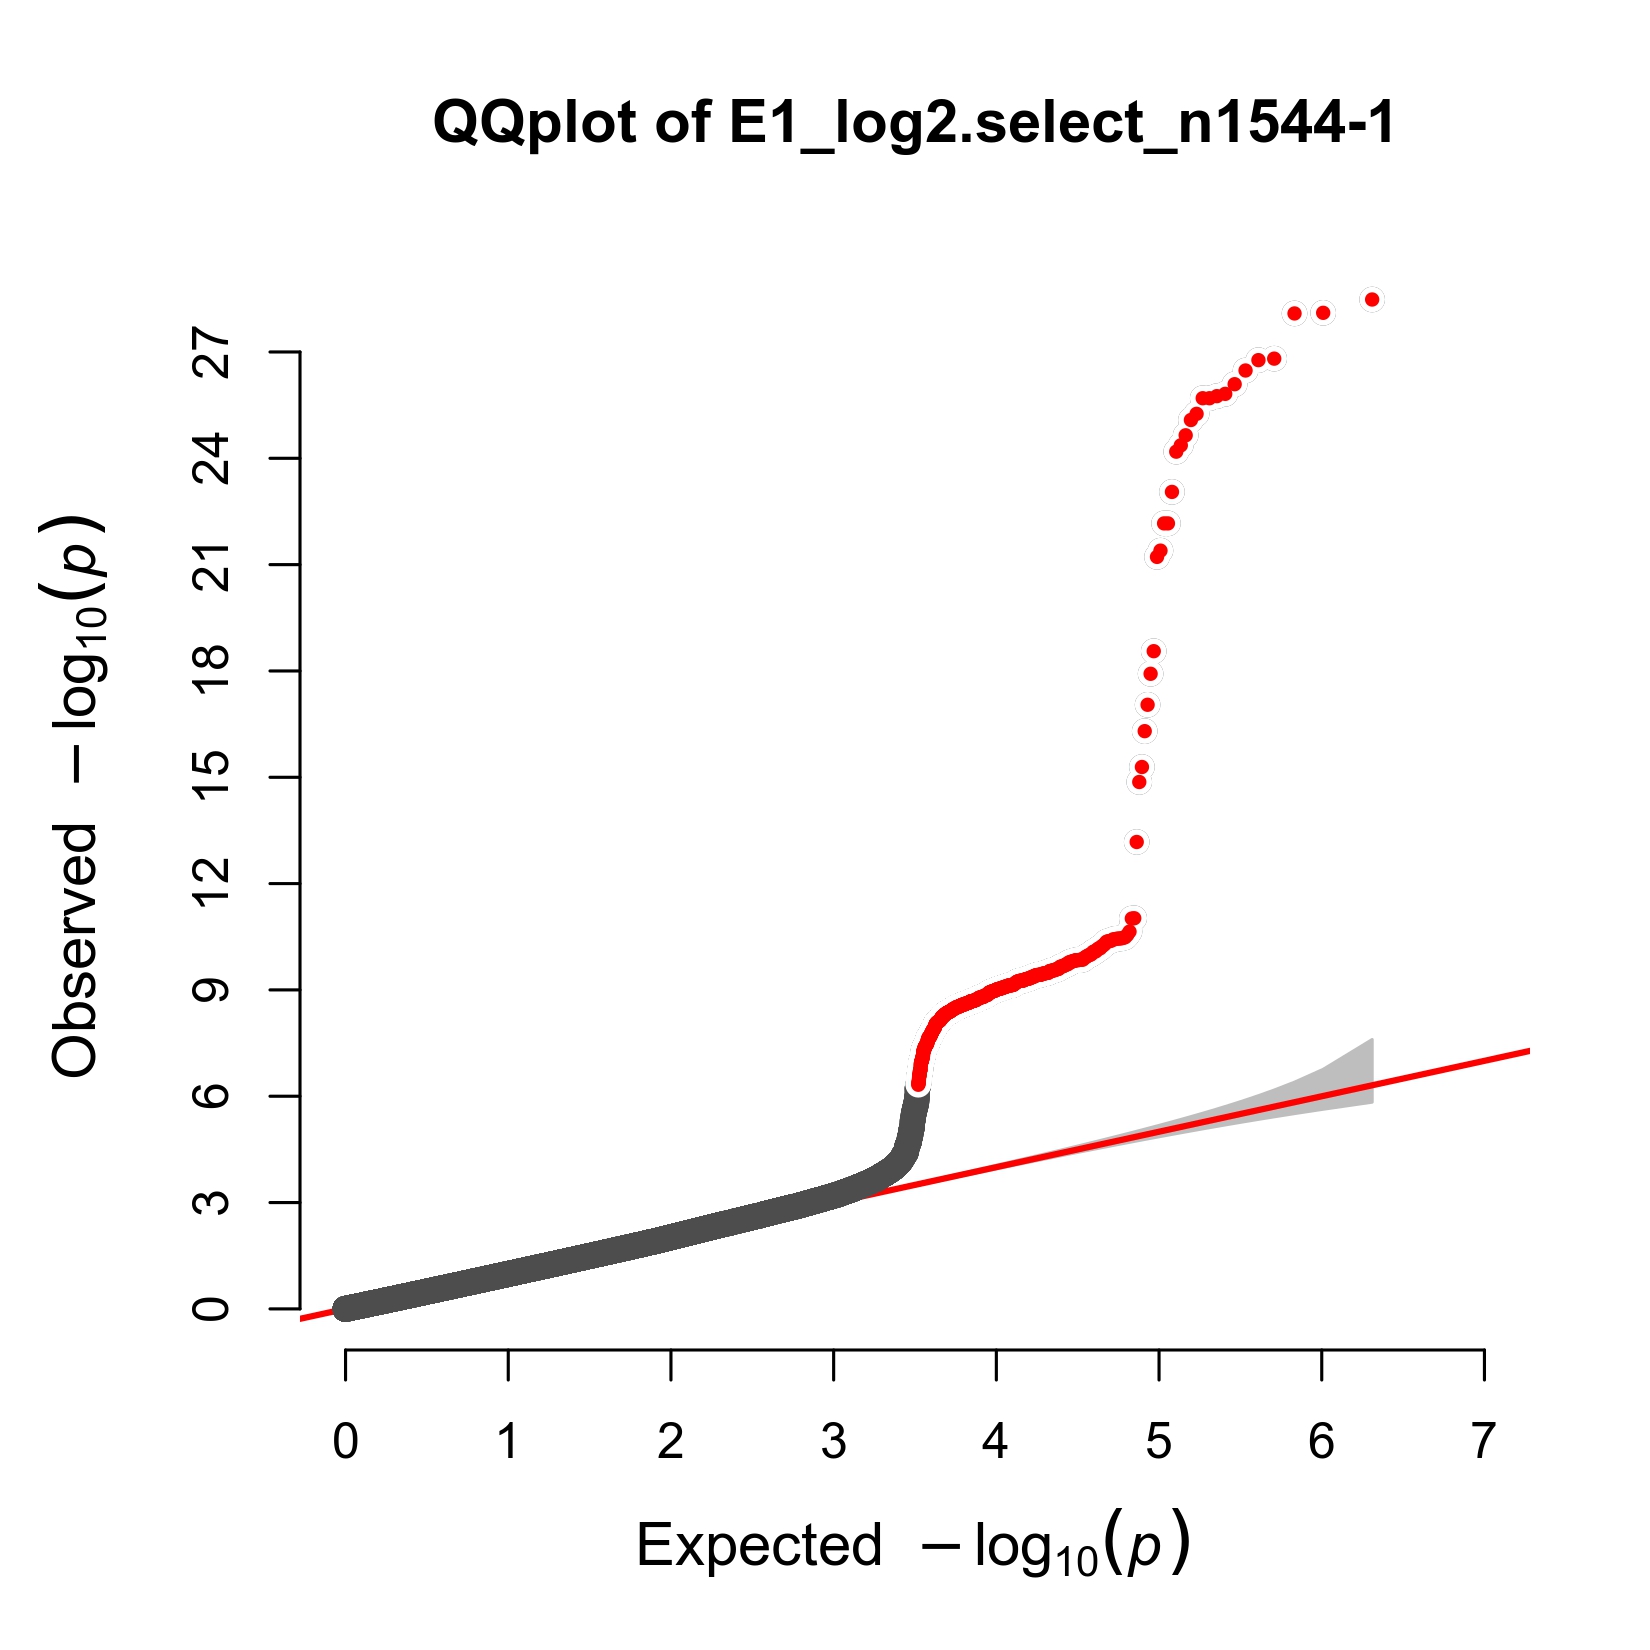 QQplot of E1_log2.select_n1544-1
Observed −log10(p)
27
24
21
18
15
12
9
6
3
0
0 1 2 3 4 5 6 7
Expected −log10(p)